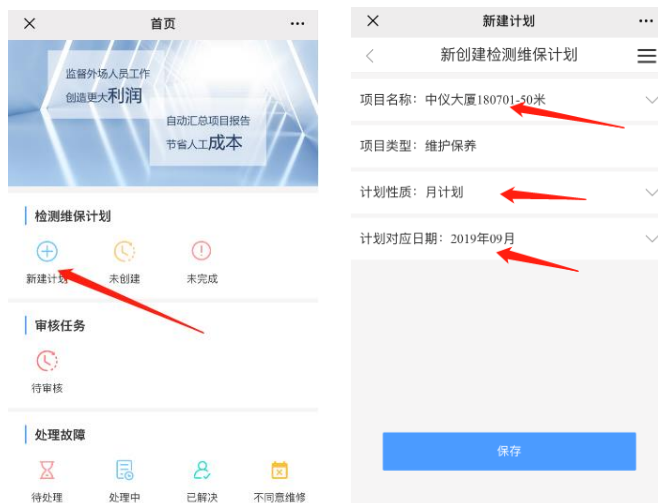 首页
监督外场人员工作
创造更大利润
自动汇总项目报告
节省人工成本
检测维保计划
新建计划 未创建 未完成
审核任务
待审核
处理故障
待处理 处理中 已解决 不同意维修
新建计划
新创建检测维保计划
项目名称：中仪大厦180701-50米
项目类型：维护保养
计划性质：月计划
计划对应日期：2019年09月
保存